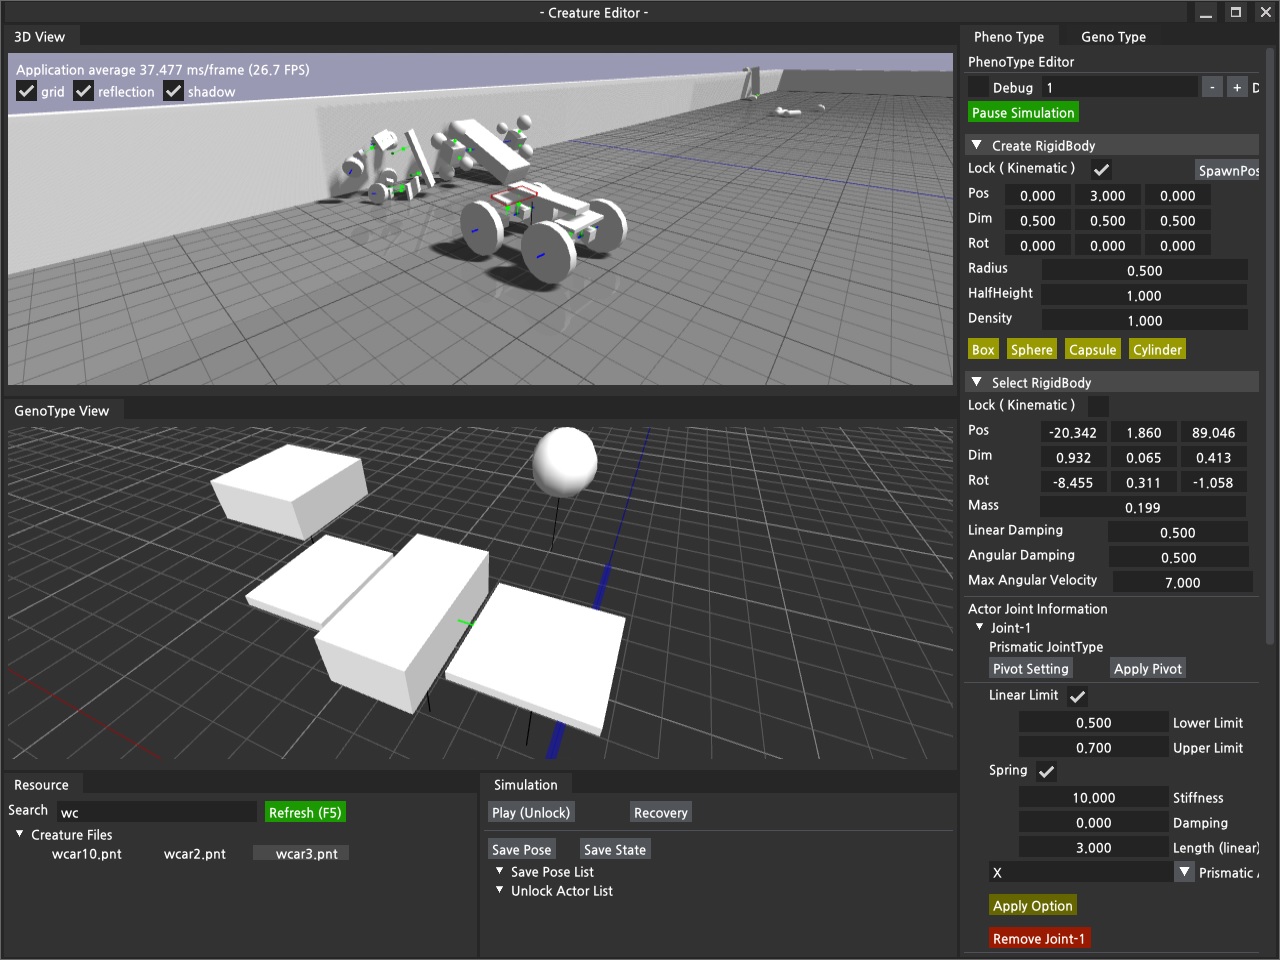 - Creature Editor -
3D View
Application average 37.477 ms/frame (26.7 FPS)
grid reflection shadow
GenoType View
Resource
Search wc Refresh (F5)
Creature Files
wcar10.pnt wcar2.pnt wcar3.pnt
Simulation
Play (Unlock) Recovery
Save Pose Save State
Save Pose List
Unlock Actor List
Pheno Type Geno Type
PhenoType Editor
Debug 1 - + D
Pause Simulation
Create RigidBody
Lock ( Kinematic ) SpawnPos
Pos 0.000 3.000 0.000
Dim 0.500 0.500 0.500
Rot 0.000 0.000 0.000
Radius 0.500
HalfHeight 1.000
Density 1.000
Box Sphere Capsule Cylinder
Select RigidBody
Lock ( Kinematic )
Pos -20.342 1.860 89.046
Dim 0.932 0.065 0.413
Rot -8.455 0.311 -1.058
Mass 0.199
Linear Damping 0.500
Angular Damping 0.500
Max Angular Velocity 7.000
Actor Joint Information
Joint-1
Prismatic JointType
Pivot Setting Apply Pivot
Linear Limit
0.500 Lower Limit
0.700 Upper Limit
Spring
10.000 Stiffness
0.000 Damping
3.000 Length (linear)
X Prismatic
Apply Option
Remove Joint-1